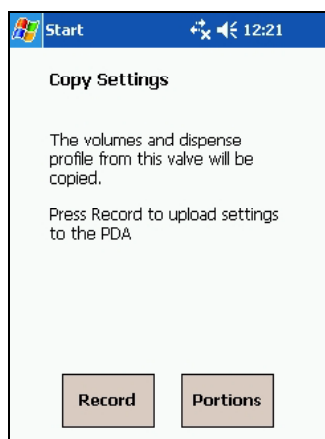 Start 12:21
Copy Settings
The volumes and dispense
profile from this valve will be
copied.
Press Record to upload settings
to the PDA
Record Portions